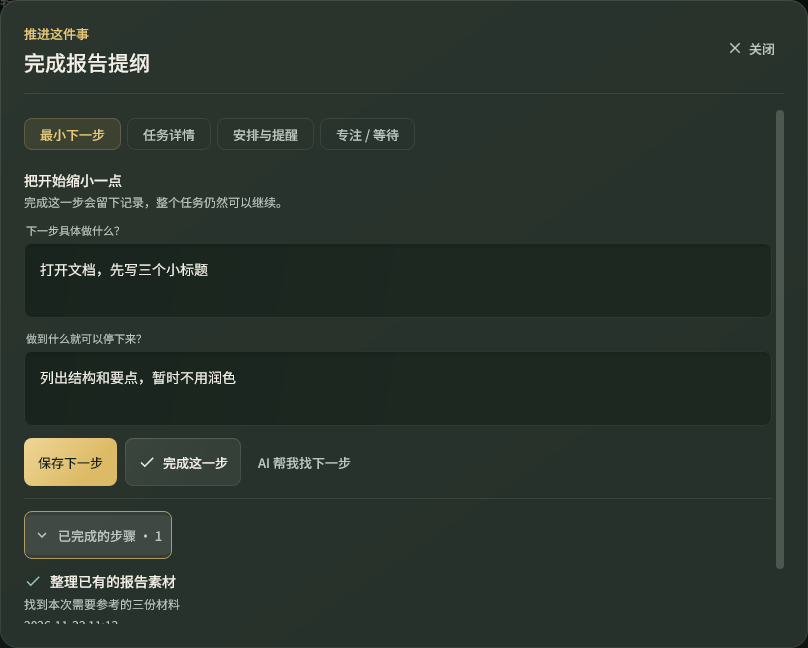 推进这件事
完成报告提纲
关闭
最小下一步
任务详情
安排与提醒
专注 / 等待
把开始缩小一点
完成这一步会留下记录，整个任务仍然可以继续。
下一步具体做什么？
打开文档，先写三个小标题
做到什么就可以停下来？
列出结构和要点，暂时不用润色
保存下一步
完成这一步
AI 帮我找下一步
已完成的步骤 · 1
整理已有的报告素材
找到本次需要参考的三份材料